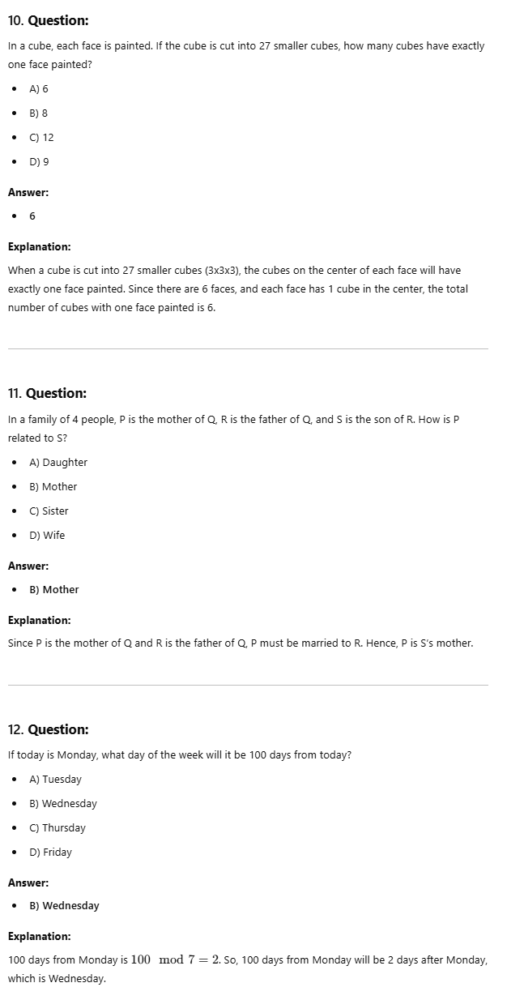 10. Question:
In a cube, each face is painted. If the cube is cut into 27 smaller cubes, how many cubes have exactly
one face painted?
• A) 6
• B) 8
• C) 12
• D) 9
Answer:
• 6
Explanation:
When a cube is cut into 27 smaller cubes (3x3x3), the cubes on the center of each face will have
exactly one face painted. Since there are 6 faces, and each face has 1 cube in the center, the total
number of cubes with one face painted is 6.
11. Question:
In a family of 4 people, P is the mother of Q, R is the father of Q, and S is the son of R. How is P
related to S?
• A) Daughter
• B) Mother
• C) Sister
• D) Wife
Answer:
• B) Mother
Explanation:
Since P is the mother of Q and R is the father of Q, P must be married to R. Hence, P is S's mother.
12. Question:
If today is Monday, what day of the week will it be 100 days from today?
• A) Tuesday
• B) Wednesday
• C) Thursday
• D) Friday
Answer:
• B) Wednesday
Explanation:
100 days from Monday is 100 mod 7 = 2. So, 100 days from Monday will be 2 days after Monday,
which is Wednesday.